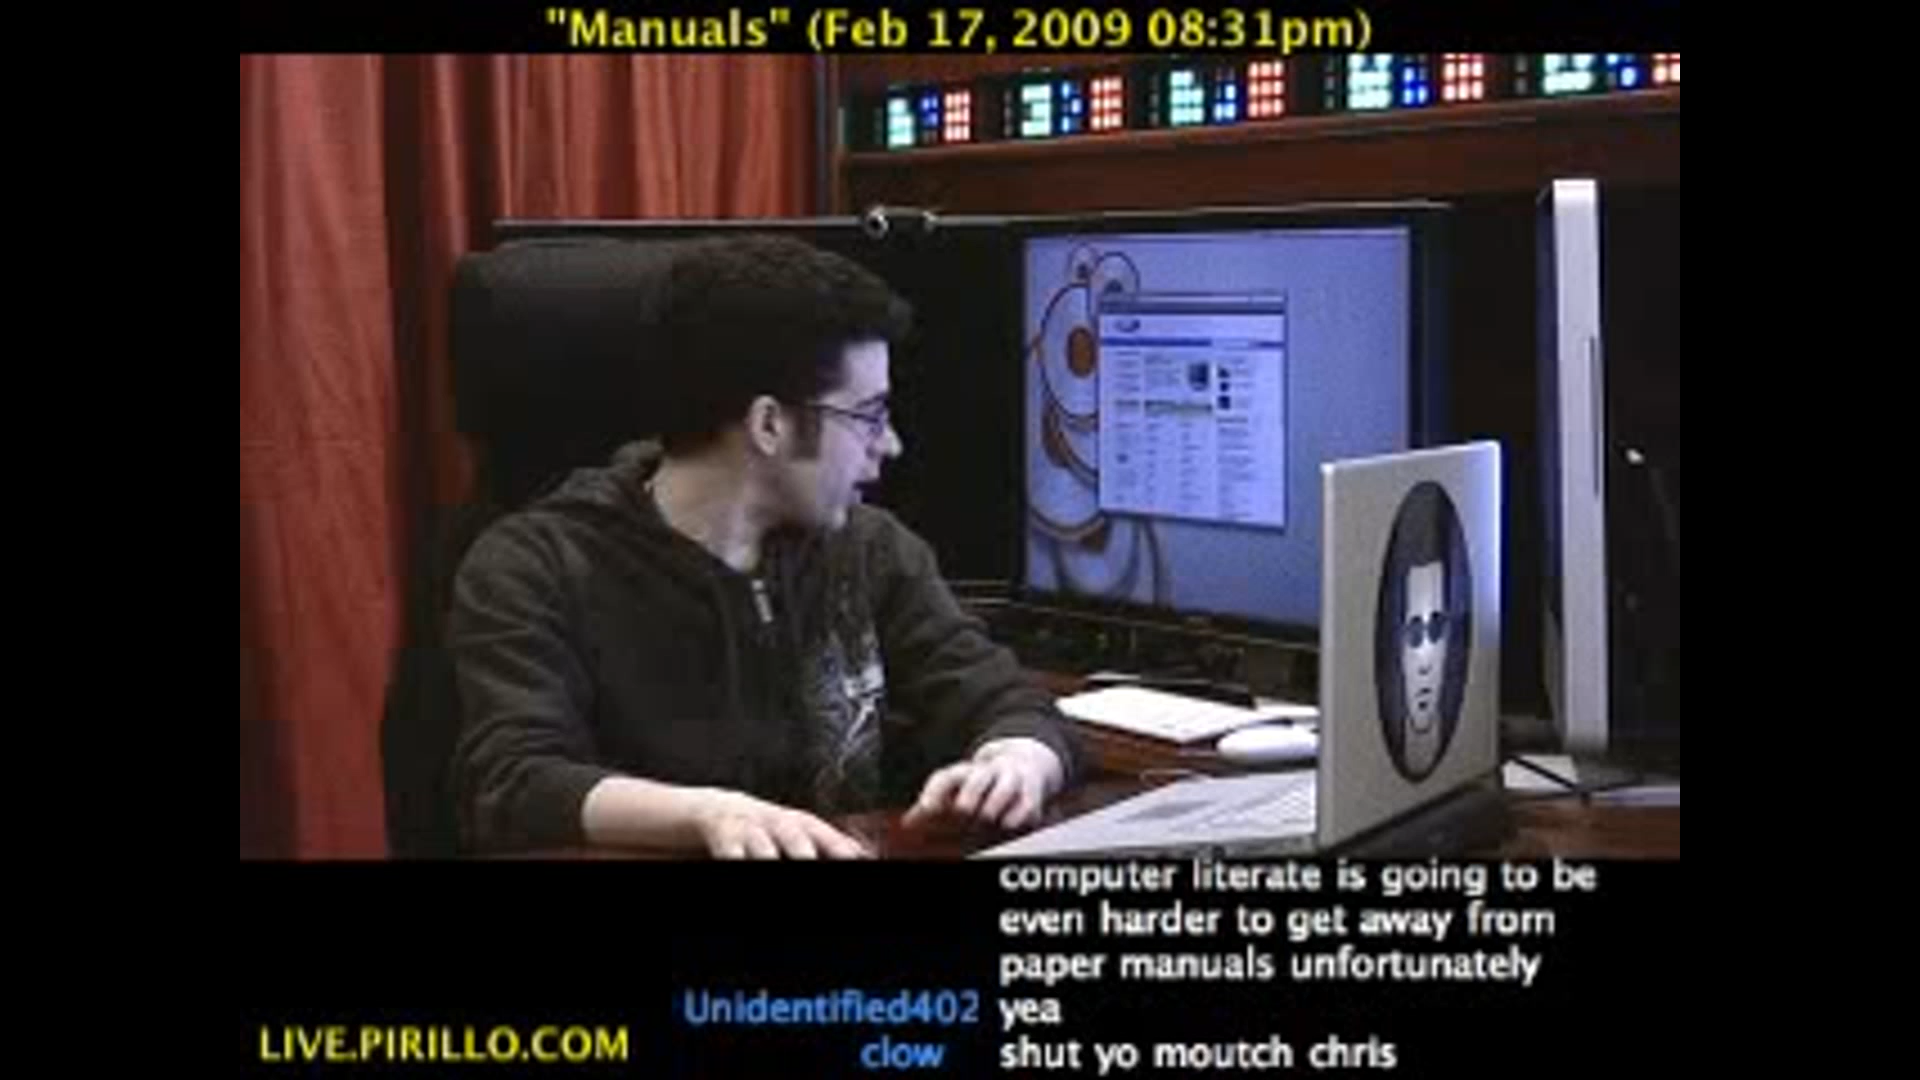 "Manuals" (Feb 17, 2009 08:31pm)
computer literate is going to be
even harder to get away from
paper manuals unfortunately
Unidentified402 yea
LIVE.PIRILLO.COM
clow shut yo moutch chris